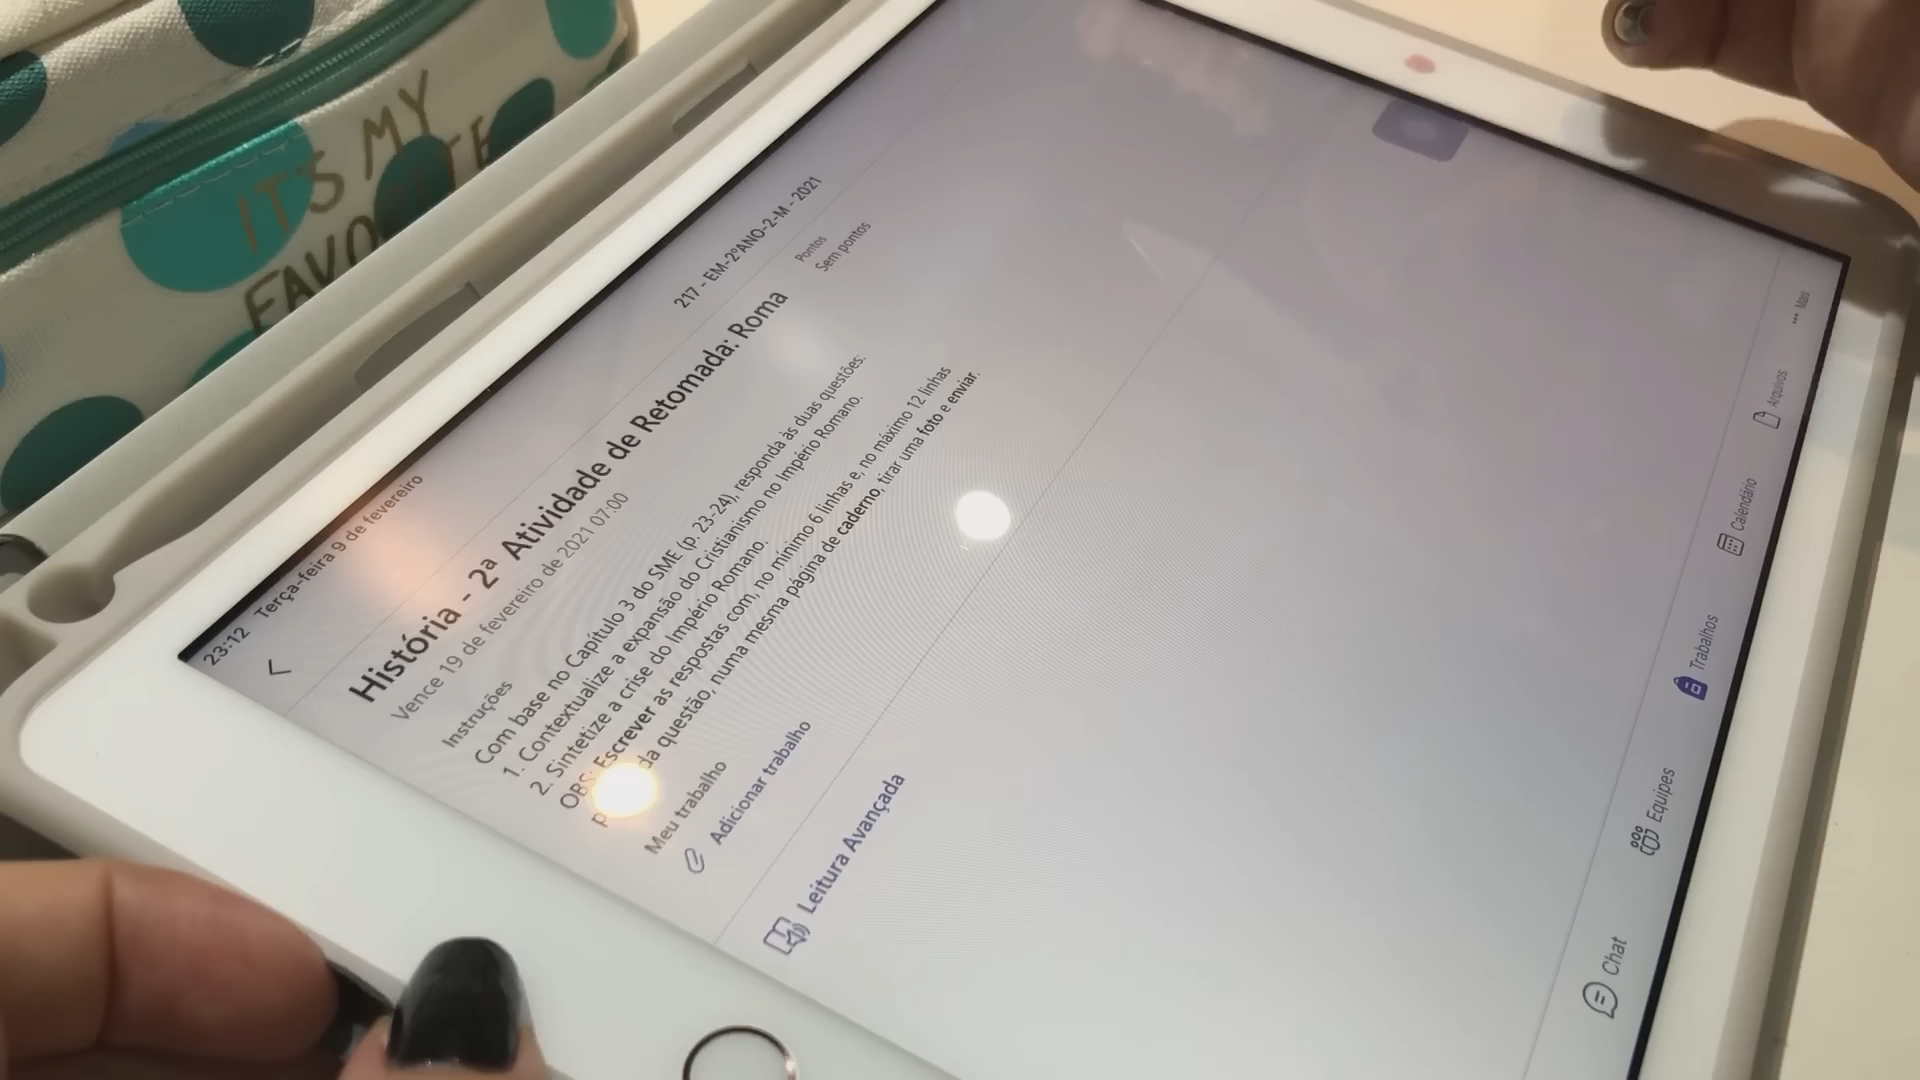 IT'S MY
23:12 Terça-feira 9 de fevereiro
217 - EM-2ºANO-2-M - 2021
História - 2ª Atividade de Retomada: Roma
Vence 19 de fevereiro de 2021 07:00
Pontos
Sem pontos
Instruções
Com base no Capítulo 3 do SME (p. 23-24), responda às duas questões:
1. Contextualize a expansão do Cristianismo no Império Romano.
2. Sintetize a crise do Império Romano.
OBS: Escrever as respostas com, no mínimo 6 linhas e, no máximo 12 linhas
da questão, numa mesma página de caderno, tirar uma foto e enviar.
Meu trabalho
Adicionar trabalho
Leitura Avançada
Chat
Equipes
Trabalhos
Calendário
Arquivos
Mais